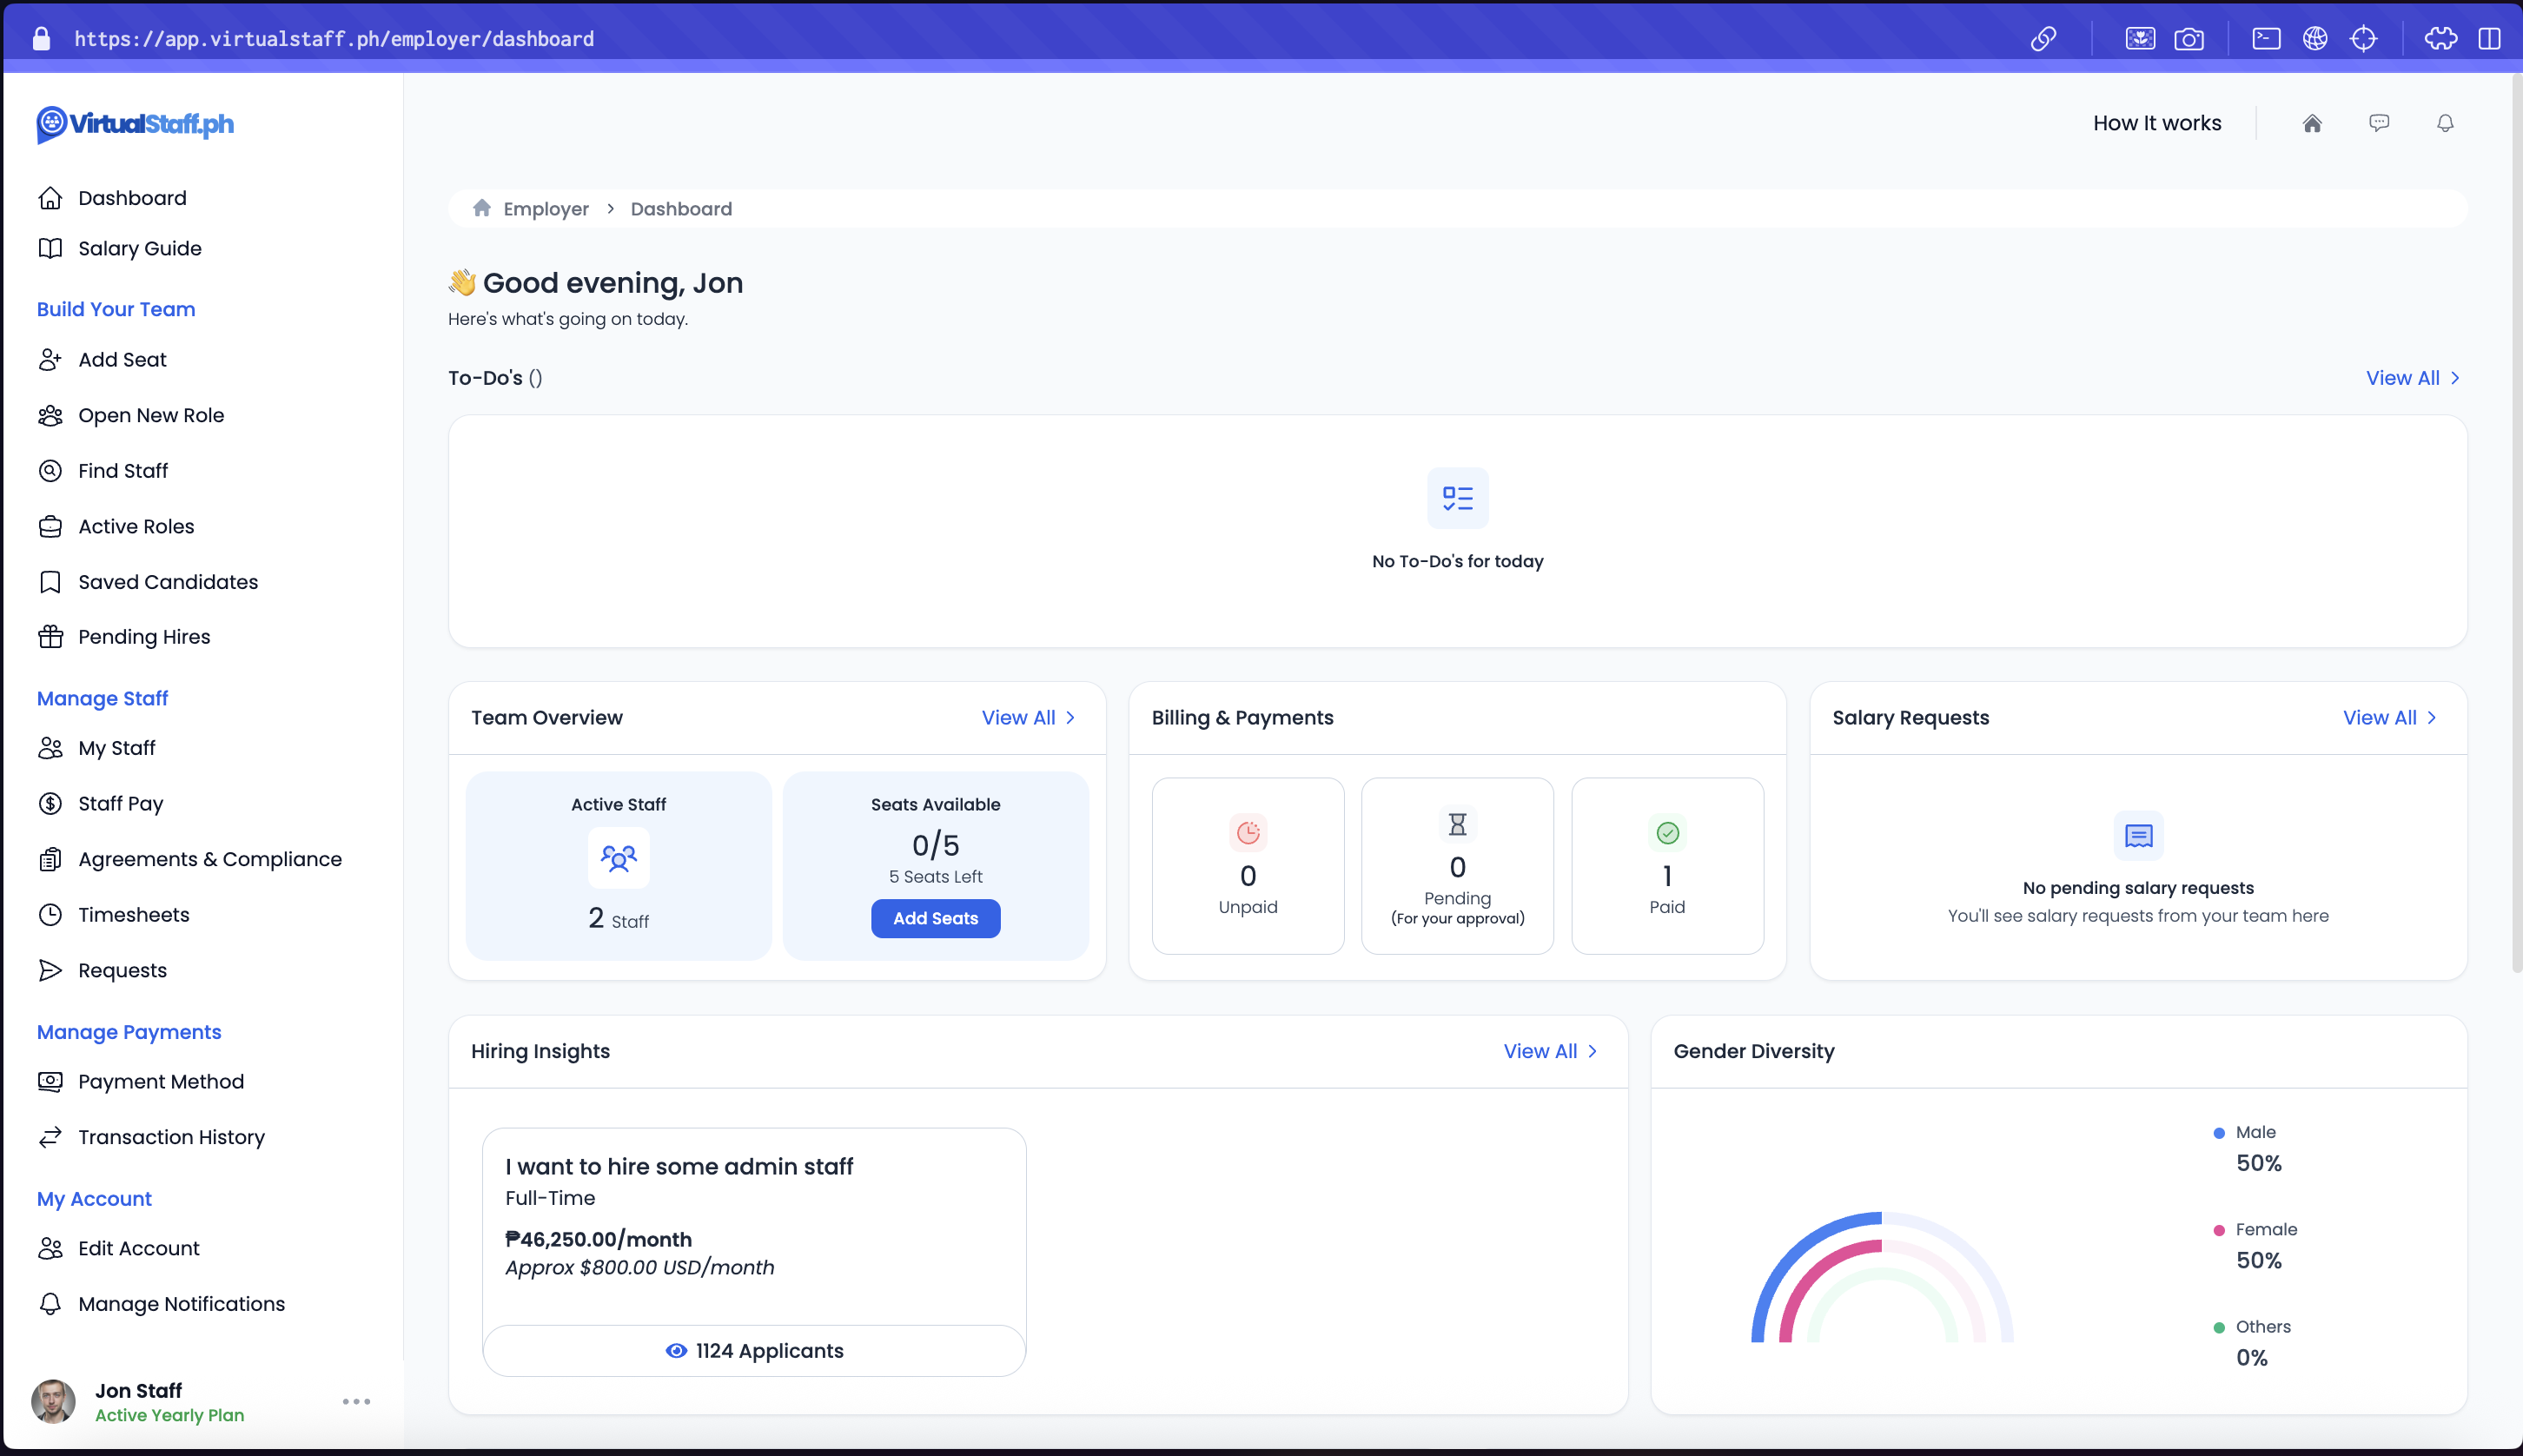 https://app.virtualstaff.ph/employer/dashboard
VirtualStaff.ph
How It works
Dashboard
Salary Guide
Build Your Team
Add Seat
Open New Role
Find Staff
Active Roles
Saved Candidates
Pending Hires
Manage Staff
My Staff
Staff Pay
Agreements & Compliance
Timesheets
Requests
Manage Payments
Payment Method
Transaction History
My Account
Edit Account
Manage Notifications
Jon Staff
Active Yearly Plan
Employer > Dashboard
👋 Good evening, Jon
Here's what's going on today.
To-Do's ()
View All >
No To-Do's for today
Team Overview
View All >
Active Staff
2 Staff
Seats Available
0/5
5 Seats Left
Add Seats
Billing & Payments
0
Unpaid
0
Pending
(For your approval)
1
Paid
Salary Requests
View All >
No pending salary requests
You'll see salary requests from your team here
Hiring Insights
View All >
I want to hire some admin staff
Full-Time
₱46,250.00/month
Approx $800.00 USD/month
1124 Applicants
Gender Diversity
Male
50%
Female
50%
Others
0%